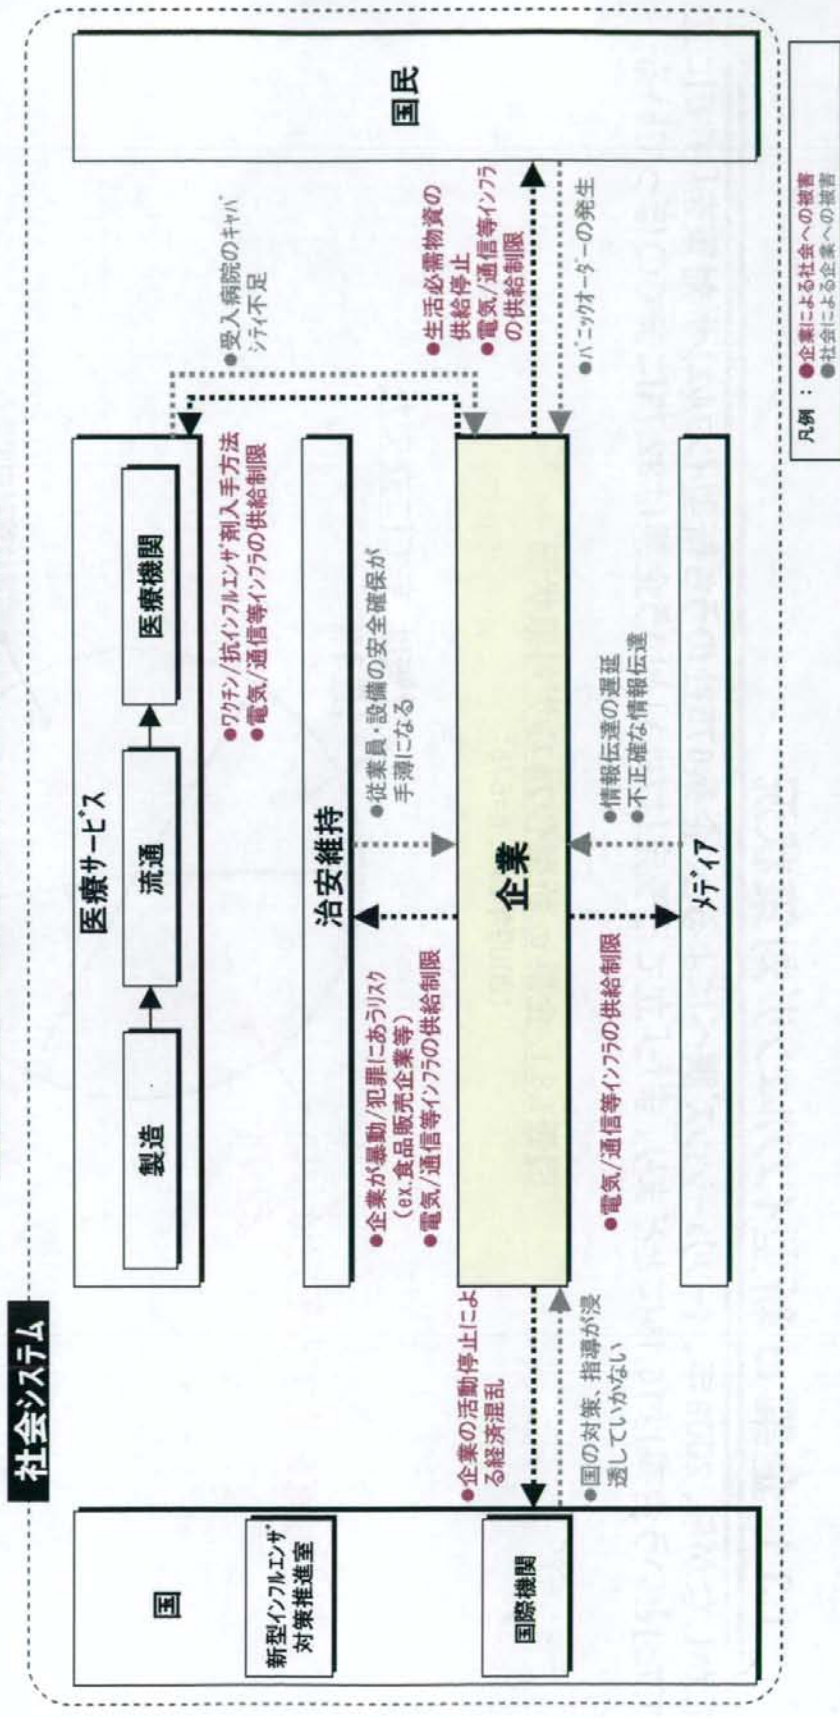 社会システム
国
新型インフルエンザ
対策推進室
国際機関
医療サービス
製造
流通
医療機関
●ワクチン/抗インフルエンザ剤入手方法
●電気/通信等インフラの供給制限
●受入病院のキャパ
シティ不足
治安維持
●企業が暴動/犯罪にあうリスク
(ex.食品販売企業等)
●電気/通信等インフラの供給制限
●従業員・設備の安全確保が
手薄になる
●企業の活動停止によ
る経済混乱
●国の対策、指導が浸
透していかない
企業
●生活必需物資の
供給停止
●電気/通信等インフラ
の供給制限
●パニックオーダーの発生
●電気/通信等インフラの供給制限
●情報伝達の遅延
●不正確な情報伝達
メディア
国民
凡例 : ●企業による社会への被害
●社会による企業への被害